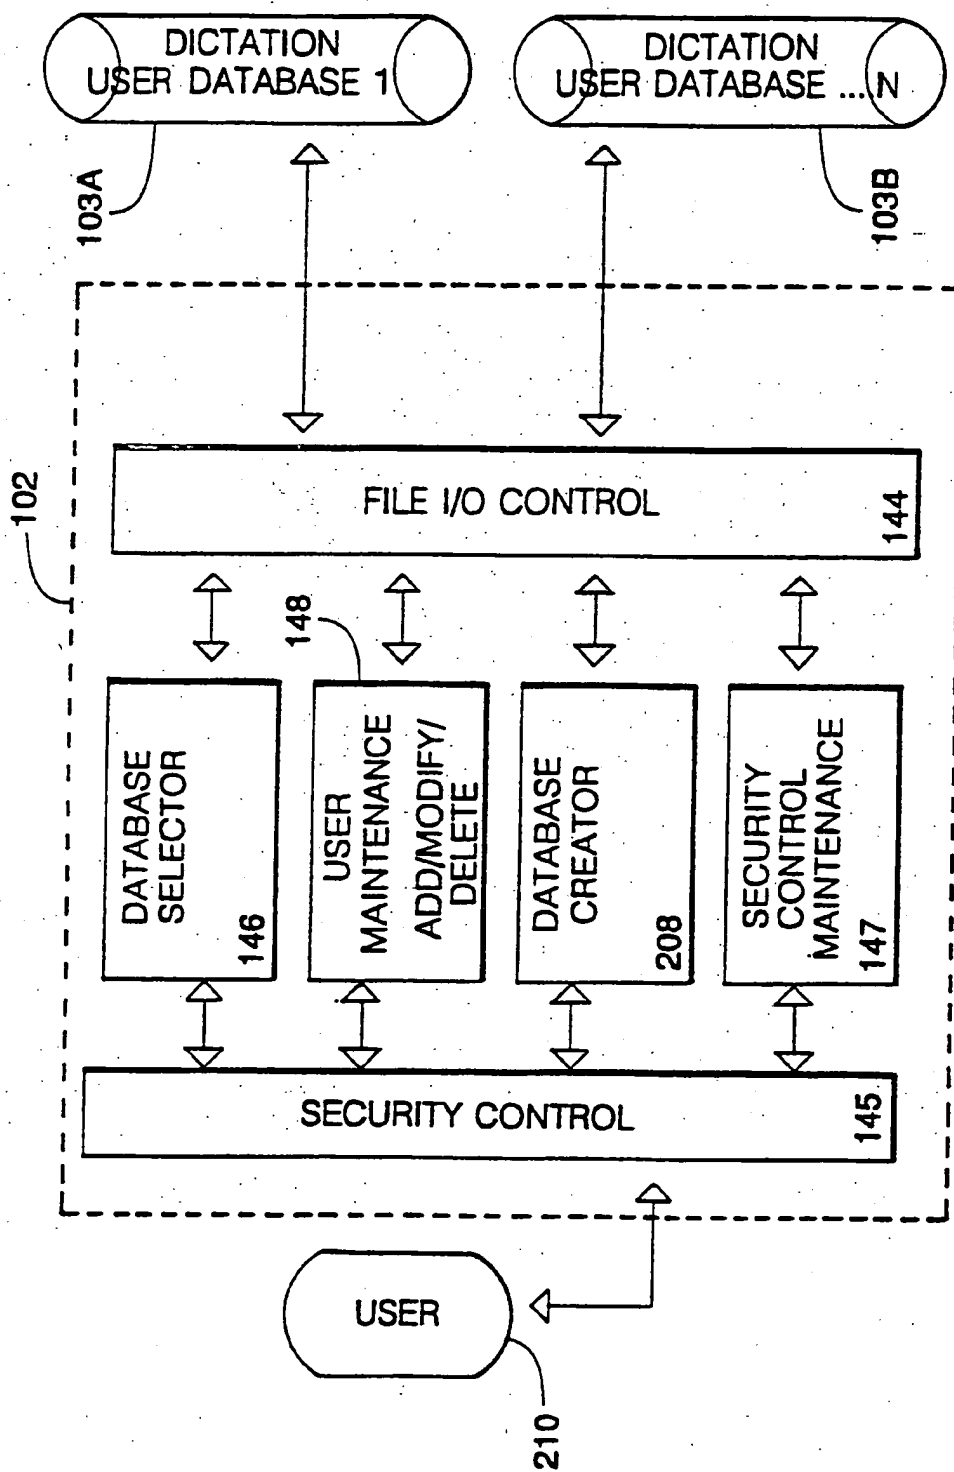 DICTATION
USER DATABASE 1
103A
DICTATION
USER DATABASE ....N
103B
102
FILE I/O CONTROL
144
DATABASE
SELECTOR
146
148
USER
MAINTENANCE
ADD/MODIFY/
DELETE
DATABASE
CREATOR
208
SECURITY
CONTROL
MAINTENANCE
147
SECURITY CONTROL
145
USER
210